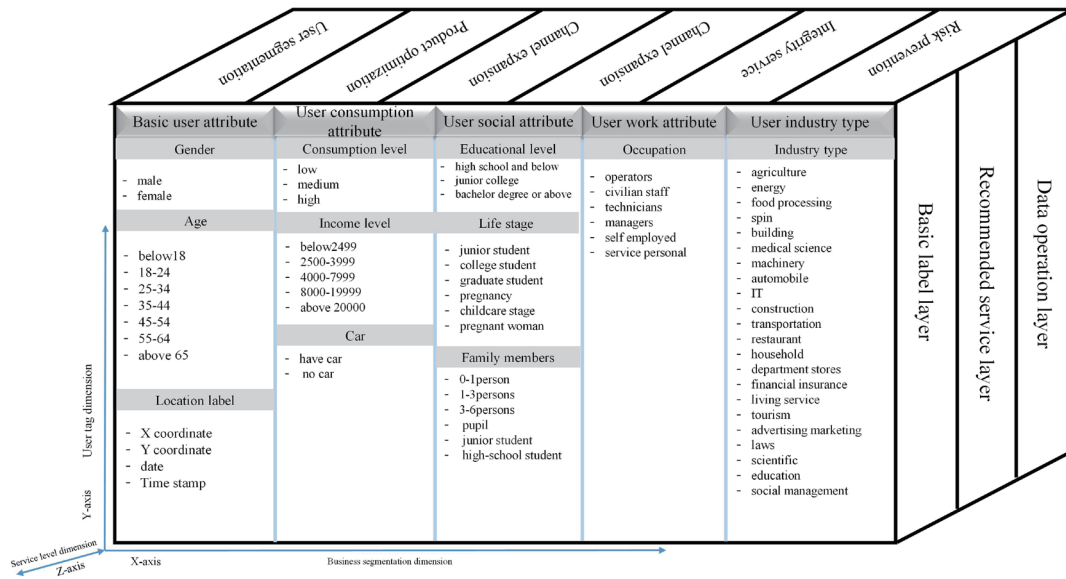 User segmentation
Product optimization
Channel expansion
Channel expansion
Integrity service
Risk prevention
Basic user attribute
User consumption
attribute
User social attribute
User work attribute
User industry type
Gender
- male
- female
Age
- below18
- 18-24
- 25-34
- 35-44
- 45-54
- 55-64
- above 65
Location label
- X coordinate
- Y coordinate
- date
- Time stamp
Consumption level
- low
- medium
- high
Income level
- below2499
- 2500-3999
- 4000-7999
- 8000-19999
- above 20000
Car
- have car
- no car
Educational level
- high school and below
- junior college
- bachelor degree or above
Life stage
- junior student
- college student
- graduate student
- pregnancy
- childcare stage
- pregnant woman
Family members
- 0-1person
- 1-3persons
- 3-6persons
- pupil
- junior student
- high-school student
Occupation
- operators
- civilian staff
- technicians
- managers
- self employed
- service personal
Industry type
- agriculture
- energy
- food processing
- spin
- building
- medical science
- machinery
- automobile
- IT
- construction
- transportation
- restaurant
- household
- department stores
- financial insurance
- living service
- tourism
- advertising marketing
- laws
- scientific
- education
- social management
Basic label layer
Recommended service layer
Data operation layer
User tag dimension
Y-axis
Service level dimension
Z-axis
X-axis
Business segmentation dimension